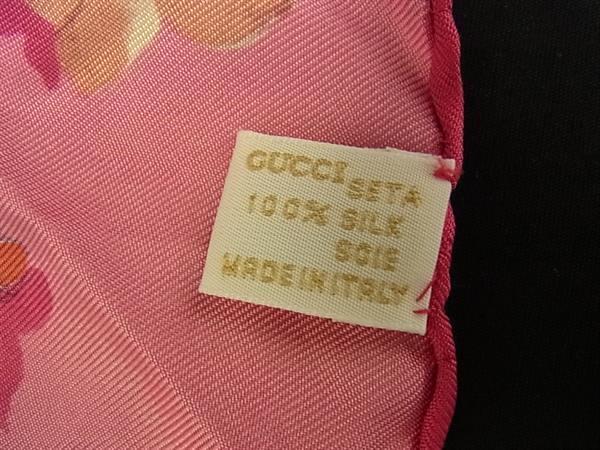 GUCCI SETA
100% SILK
SOIE
MADE IN ITALY